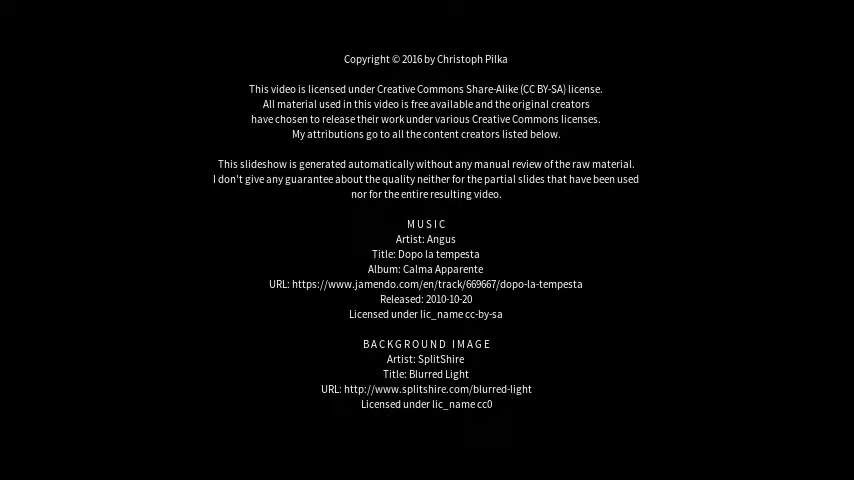 Copyright © 2016 by Christoph Pilka
This video is licensed under Creative Commons Share-Alike (CC BY-SA) license.
All material used in this video is free available and the original creators
have chosen to release their work under various Creative Commons licenses.
My attributions go to all the content creators listed below.
This slideshow is generated automatically without any manual review of the raw material.
I don't give any guarantee about the quality neither for the partial slides that have been used
nor for the entire resulting video.
MUSIC
Artist: Angus
Title: Dopo la tempesta
Album: Calma Apparente
URL: https://www.jamendo.com/en/track/669667/dopo-la-tempesta
Released: 2010-10-20
Licensed under lic_name cc-by-sa
BACKGROUND IMAGE
Artist: SplitShire
Title: Blurred Light
URL: http://www.splitshire.com/blurred-light
Licensed under lic_name cc0